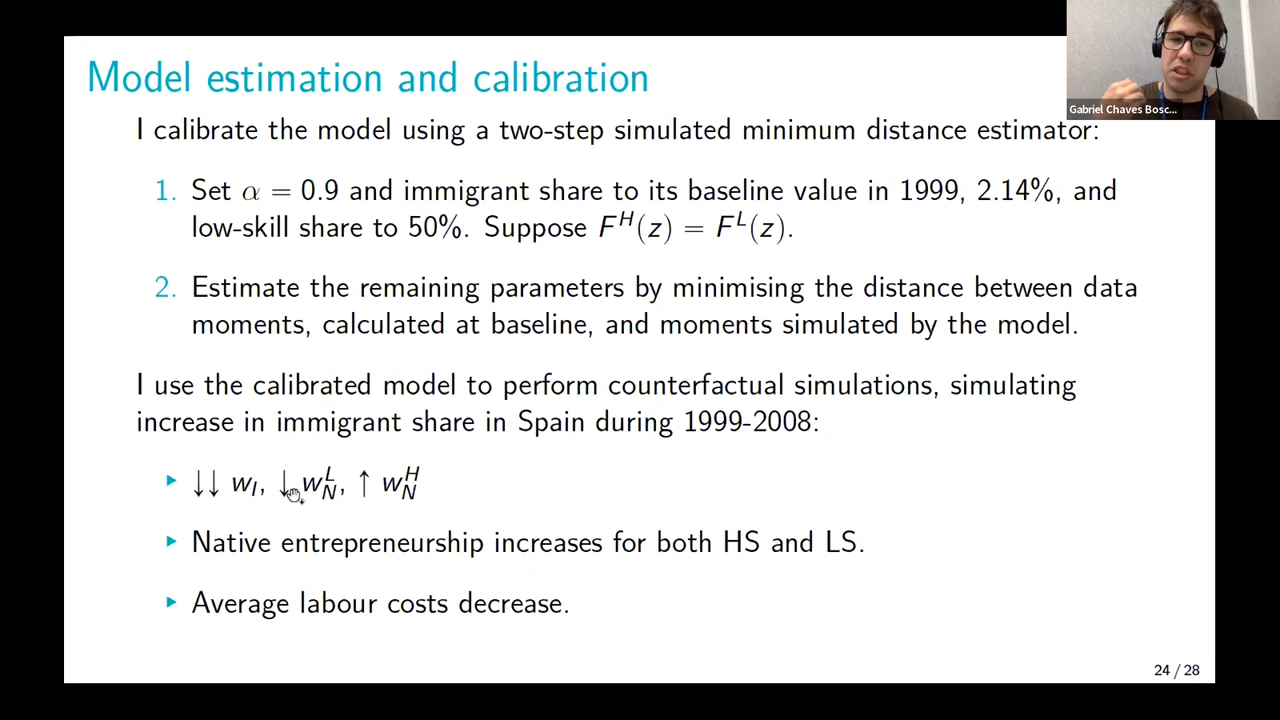 Model estimation and calibration
Gabriel Chaves Bosc...
I calibrate the model using a two-step simulated minimum distance estimator:
1. Set α = 0.9 and immigrant share to its baseline value in 1999, 2.14%, and
low-skill share to 50%. Suppose F^H(z) = F^L(z).
2. Estimate the remaining parameters by minimising the distance between data
moments, calculated at baseline, and moments simulated by the model.
I use the calibrated model to perform counterfactual simulations, simulating
increase in immigrant share in Spain during 1999-2008:
▶ ↓↓ w_I, ↓ w_N^L, ↑ w_N^H
▶ Native entrepreneurship increases for both HS and LS.
▶ Average labour costs decrease.
24 / 28